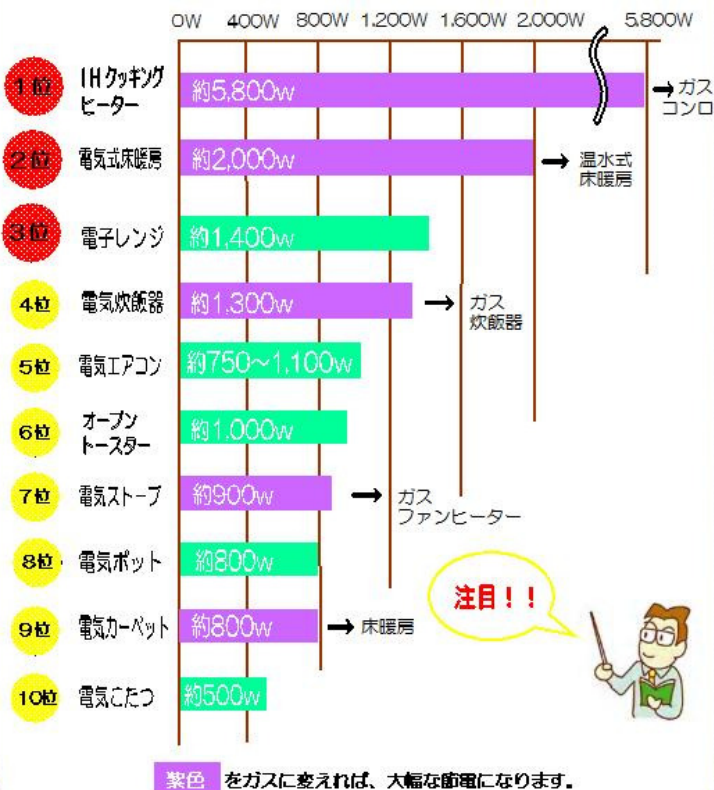 0W 400W 800W 1.200W 1.600W 2.000W 5.800W
1位 IHクッキング
ヒーター
約5,800w
→ガス
コンロ
2位 電気式床暖房
約2,000w
→ 温水式
床暖房
3位 電子レンジ
約1,400w
4位 電気炊飯器
約1.300w
→ ガス
炊飯器
5位 電気エアコン
約750～1,100w
6位 オーブン
トースター
約1,000w
7位 電気ストーブ
約900w
→ ガス
ファンヒーター
8位 電気ポット
約800w
9位 電気カーペット
約800w
→ 床暖房
10位 電気こたつ
約500w
注目！！
紫色 をガスに変えれば、大幅な節電になります。